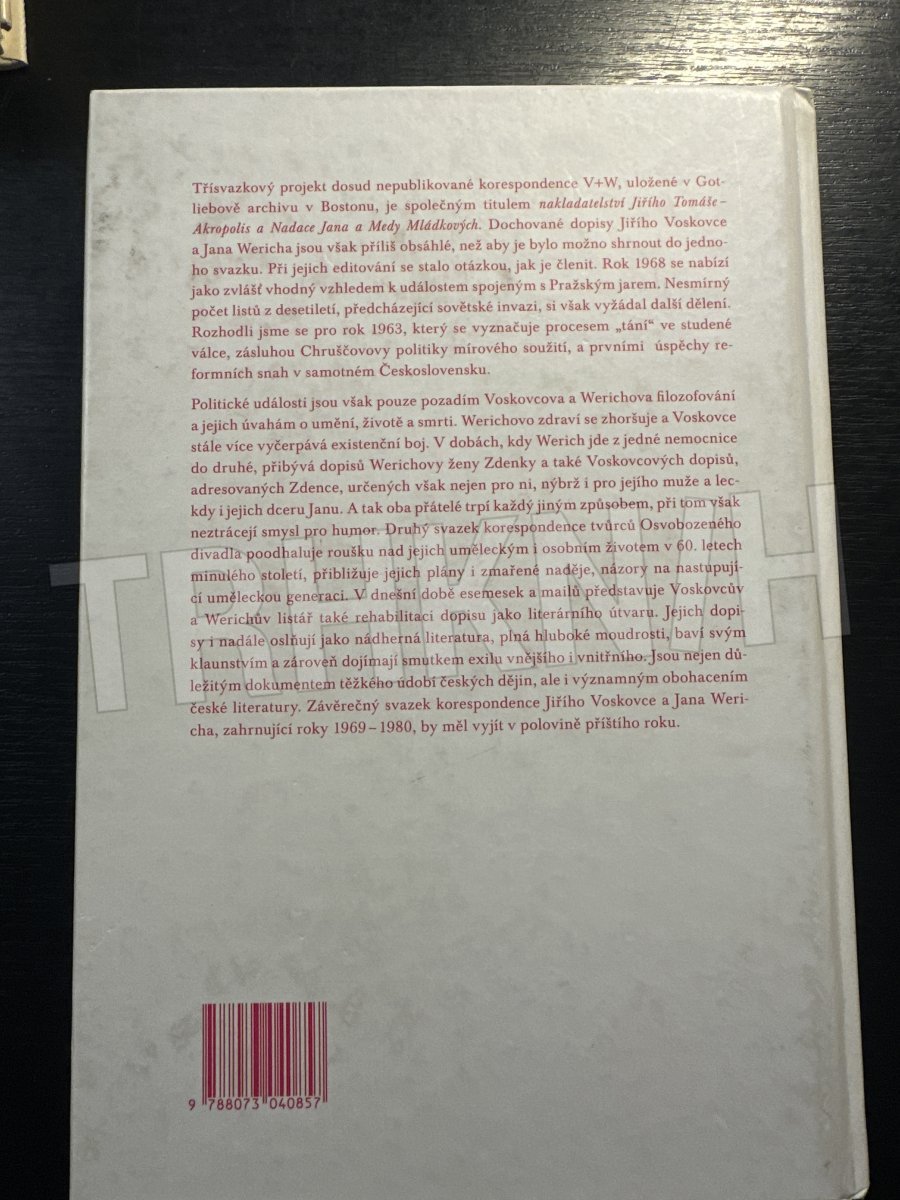 Třísvazkový projekt dosud nepublikované korespondence V+W, uložené v Got-
liebově archivu v Bostonu, je společným titulem nakladatelství Jiřího Tomáše –
Akropolis a Nadace Jana a Medy Mládkových. Dochované dopisy Jiřího Voskovce
a Jana Wericha jsou však příliš obsáhlé, než aby je bylo možno shrnout do jedno-
ho svazku. Při jejich editování se stalo otázkou, jak je členit. Rok 1968 se nabízí
jako zvlášť vhodný vzhledem k událostem spojeným s Pražským jarem. Nesmírný
počet listů z desetiletí, předcházející sovětské invazi, si však vyžádal další dělení.
Rozhodli jsme se pro rok 1963, který se vyznačuje procesem „tání“ ve studené
válce, zásluhou Chruščovovy politiky mírového soužití, a prvními úspěchy re-
formních snah v samotném Československu.
Politické události jsou však pouze pozadím Voskovcova a Werichova filozofování
a jejich úvahám o umění, životě a smrti. Werichovo zdraví se zhoršuje a Voskovce
stále více vyčerpává existenční boj. V dobách, kdy Werich jde z jedné nemocnice
do druhé, přibývá dopisů Werichovy ženy Zdenky a také Voskovcových dopisů,
adresovaných Zdence, určených však nejen pro ni, nýbrž i pro jejího muže a lec-
kdy i jejich dceru Janu. A tak oba přátelé trpí každý jiným způsobem, při tom však
neztrácejí smysl pro humor. Druhý svazek korespondence tvůrců Osvobozeného
divadla poodhaluje roušku nad jejich uměleckým i osobním životem v 60. letech
minulého století, přibližuje jejich plány i zmařené naděje, názory na nastupují-
cí uměleckou generaci. V dnešní době esemesek a mailů představuje Voskovcův
a Werichův listář také rehabilitaci dopisu jako literárního útvaru. Jejich dopi-
sy i nadále oslňují jako nádherná literatura, plná hluboké moudrosti, baví svým
klaunstvím a zároveň dojímají smutkem exilu vnějšího i vnitřního. Jsou nejen dů-
ležitým dokumentem těžkého údobí českých dějin, ale i významným obohacením
české literatury. Závěrečný svazek korespondence Jiřího Voskovce a Jana Weri-
cha, zahrnující roky 1969 – 1980, by měl vyjít v polovině příštího roku.
TRHKNIH
9 788073 040857